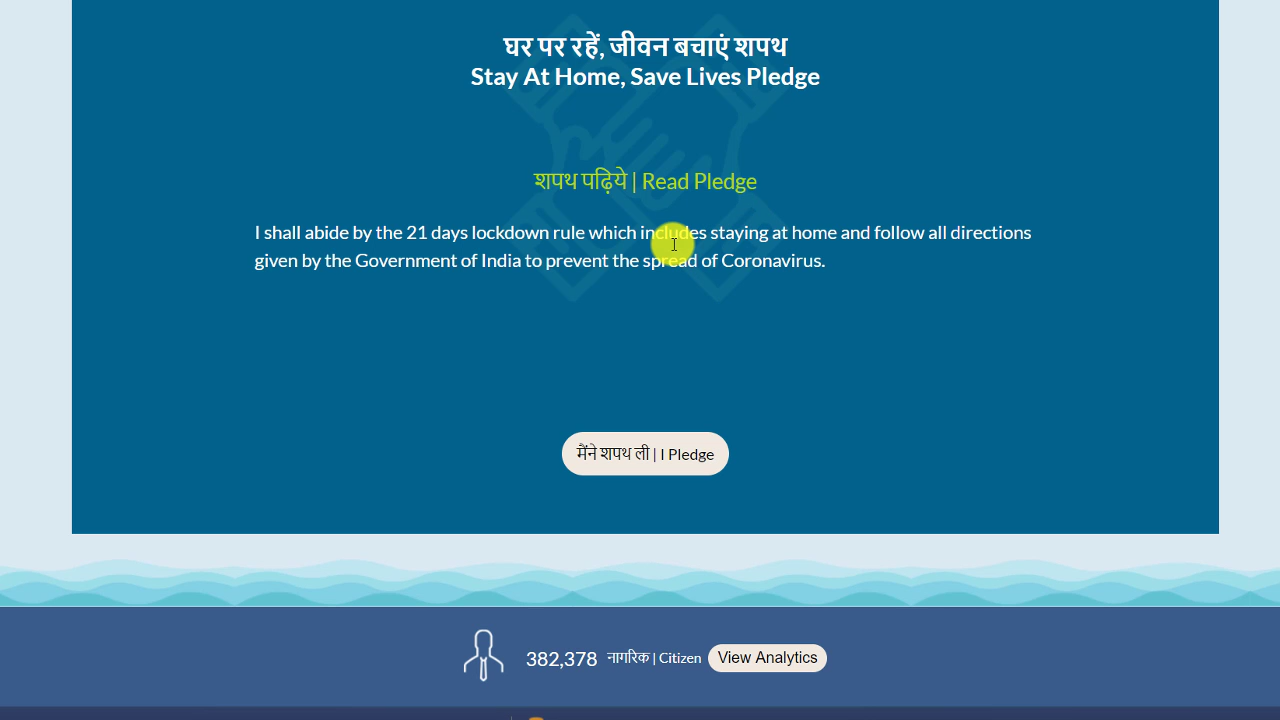 घर पर रहें, जीवन बचाएं शपथ
Stay At Home, Save Lives Pledge
शपथ पढ़िये | Read Pledge
I shall abide by the 21 days lockdown rule which includes staying at home and follow all directions
given by the Government of India to prevent the spread of Coronavirus.
मैंने शपथ ली | I Pledge
382,378 नागरिक | Citizen View Analytics